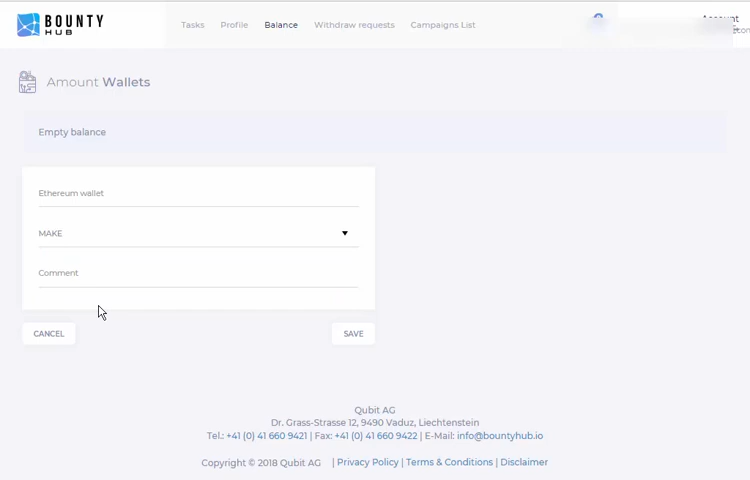 BOUNTY
HUB
Tasks Profile Balance Withdraw requests Campaigns List
Account
Amount Wallets
Empty balance
Ethereum wallet
MAKE
Comment
CANCEL SAVE
Qubit AG
Dr. Grass-Strasse 12, 9490 Vaduz, Liechtenstein
Tel.: +41 (0) 41 660 9421 | Fax: +41 (0) 41 660 9422 | E-Mail: info@bountyhub.io
Copyright © 2018 Qubit AG | Privacy Policy | Terms & Conditions | Disclaimer